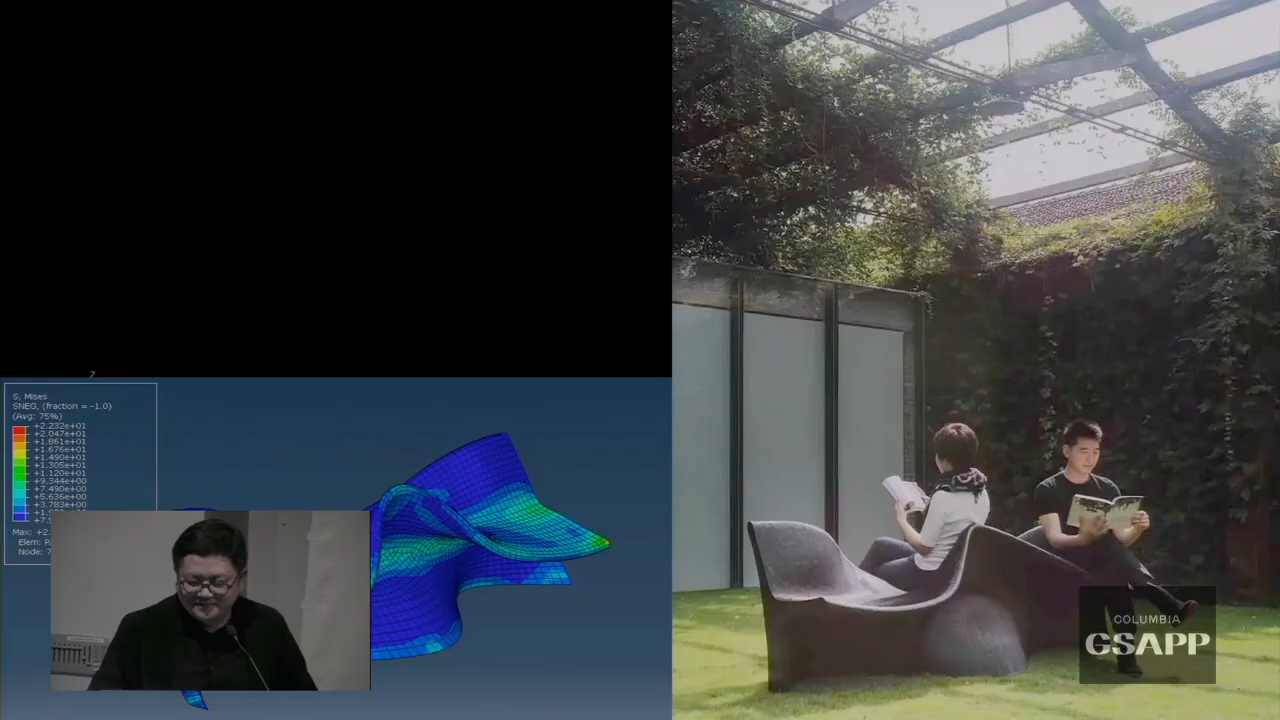 Z
S, Mises
SNEG, (fraction = -1.0)
(Avg: 75%)
+2.232e+01
+2.047e+01
+1.861e+01
+1.676e+01
+1.490e+01
+1.305e+01
+1.120e+01
+9.344e+00
+7.490e+00
+5.636e+00
+3.783e+00
Max: +2
Elem: P
Node: 7
COLUMBIA
GSAPP